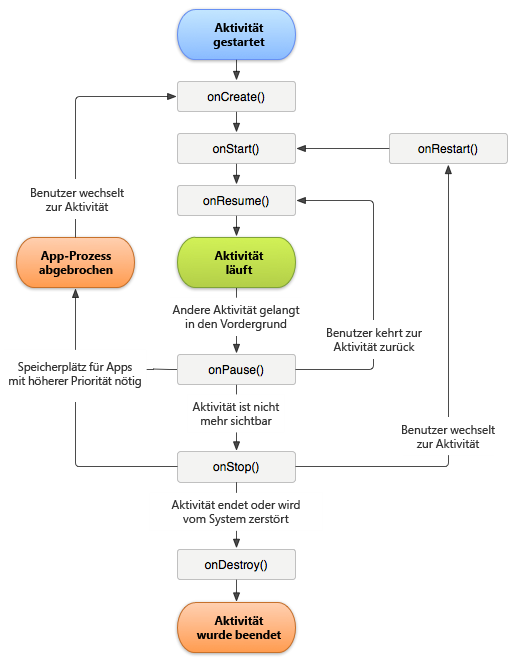 Aktivität
gestartet
onCreate()
onStart()
onRestart()
Benutzer wechselt
zur Aktivität
onResume()
App-Prozess
abgebrochen
Aktivität
läuft
Andere Aktivität gelangt
in den Vordergrund
Benutzer kehrt zur
Aktivität zurück
Speicherplätz für Apps
mit höherer Priorität nötig
onPause()
Aktivität ist nicht
mehr sichtbar
Benutzer wechselt
zur Aktivität
onStop()
Aktivität endet oder wird
vom System zerstört
onDestroy()
Aktivität
wurde beendet